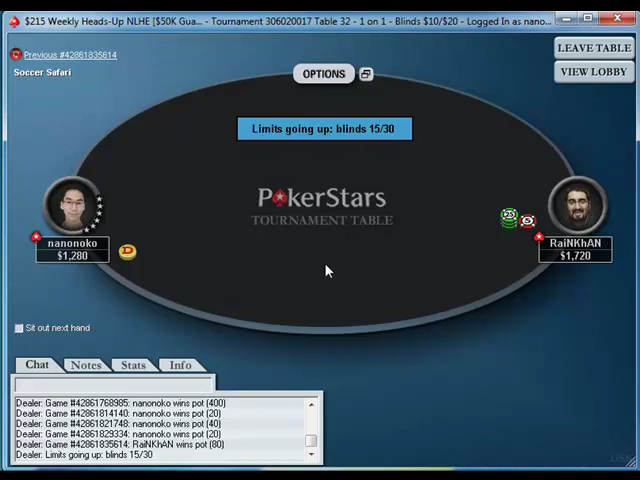 $215 Weekly Heads-Up NLHE [$50K Gua... - Tournament 306020017 Table 32 - 1 on 1 - Blinds $10/$20 - Logged In as nano...
Previous #42861835614
Soccer Safari
OPTIONS
LEAVE TABLE
VIEW LOBBY
Limits going up: blinds 15/30
PokerStars
TOURNAMENT TABLE
nanonoko
$1,280
D
25
5
RaiNKhAN
$1,720
Sit out next hand
Chat
Notes
Stats
Info
Dealer: Game #42861768985: nanonoko wins pot (400)
Dealer: Game #42861814140: nanonoko wins pot (20)
Dealer: Game #42861821748: nanonoko wins pot (40)
Dealer: Game #42861829334: nanonoko wins pot (20)
Dealer: Game #42861835614: RaiNKhAN wins pot (80)
Dealer: Limits going up: blinds 15/30